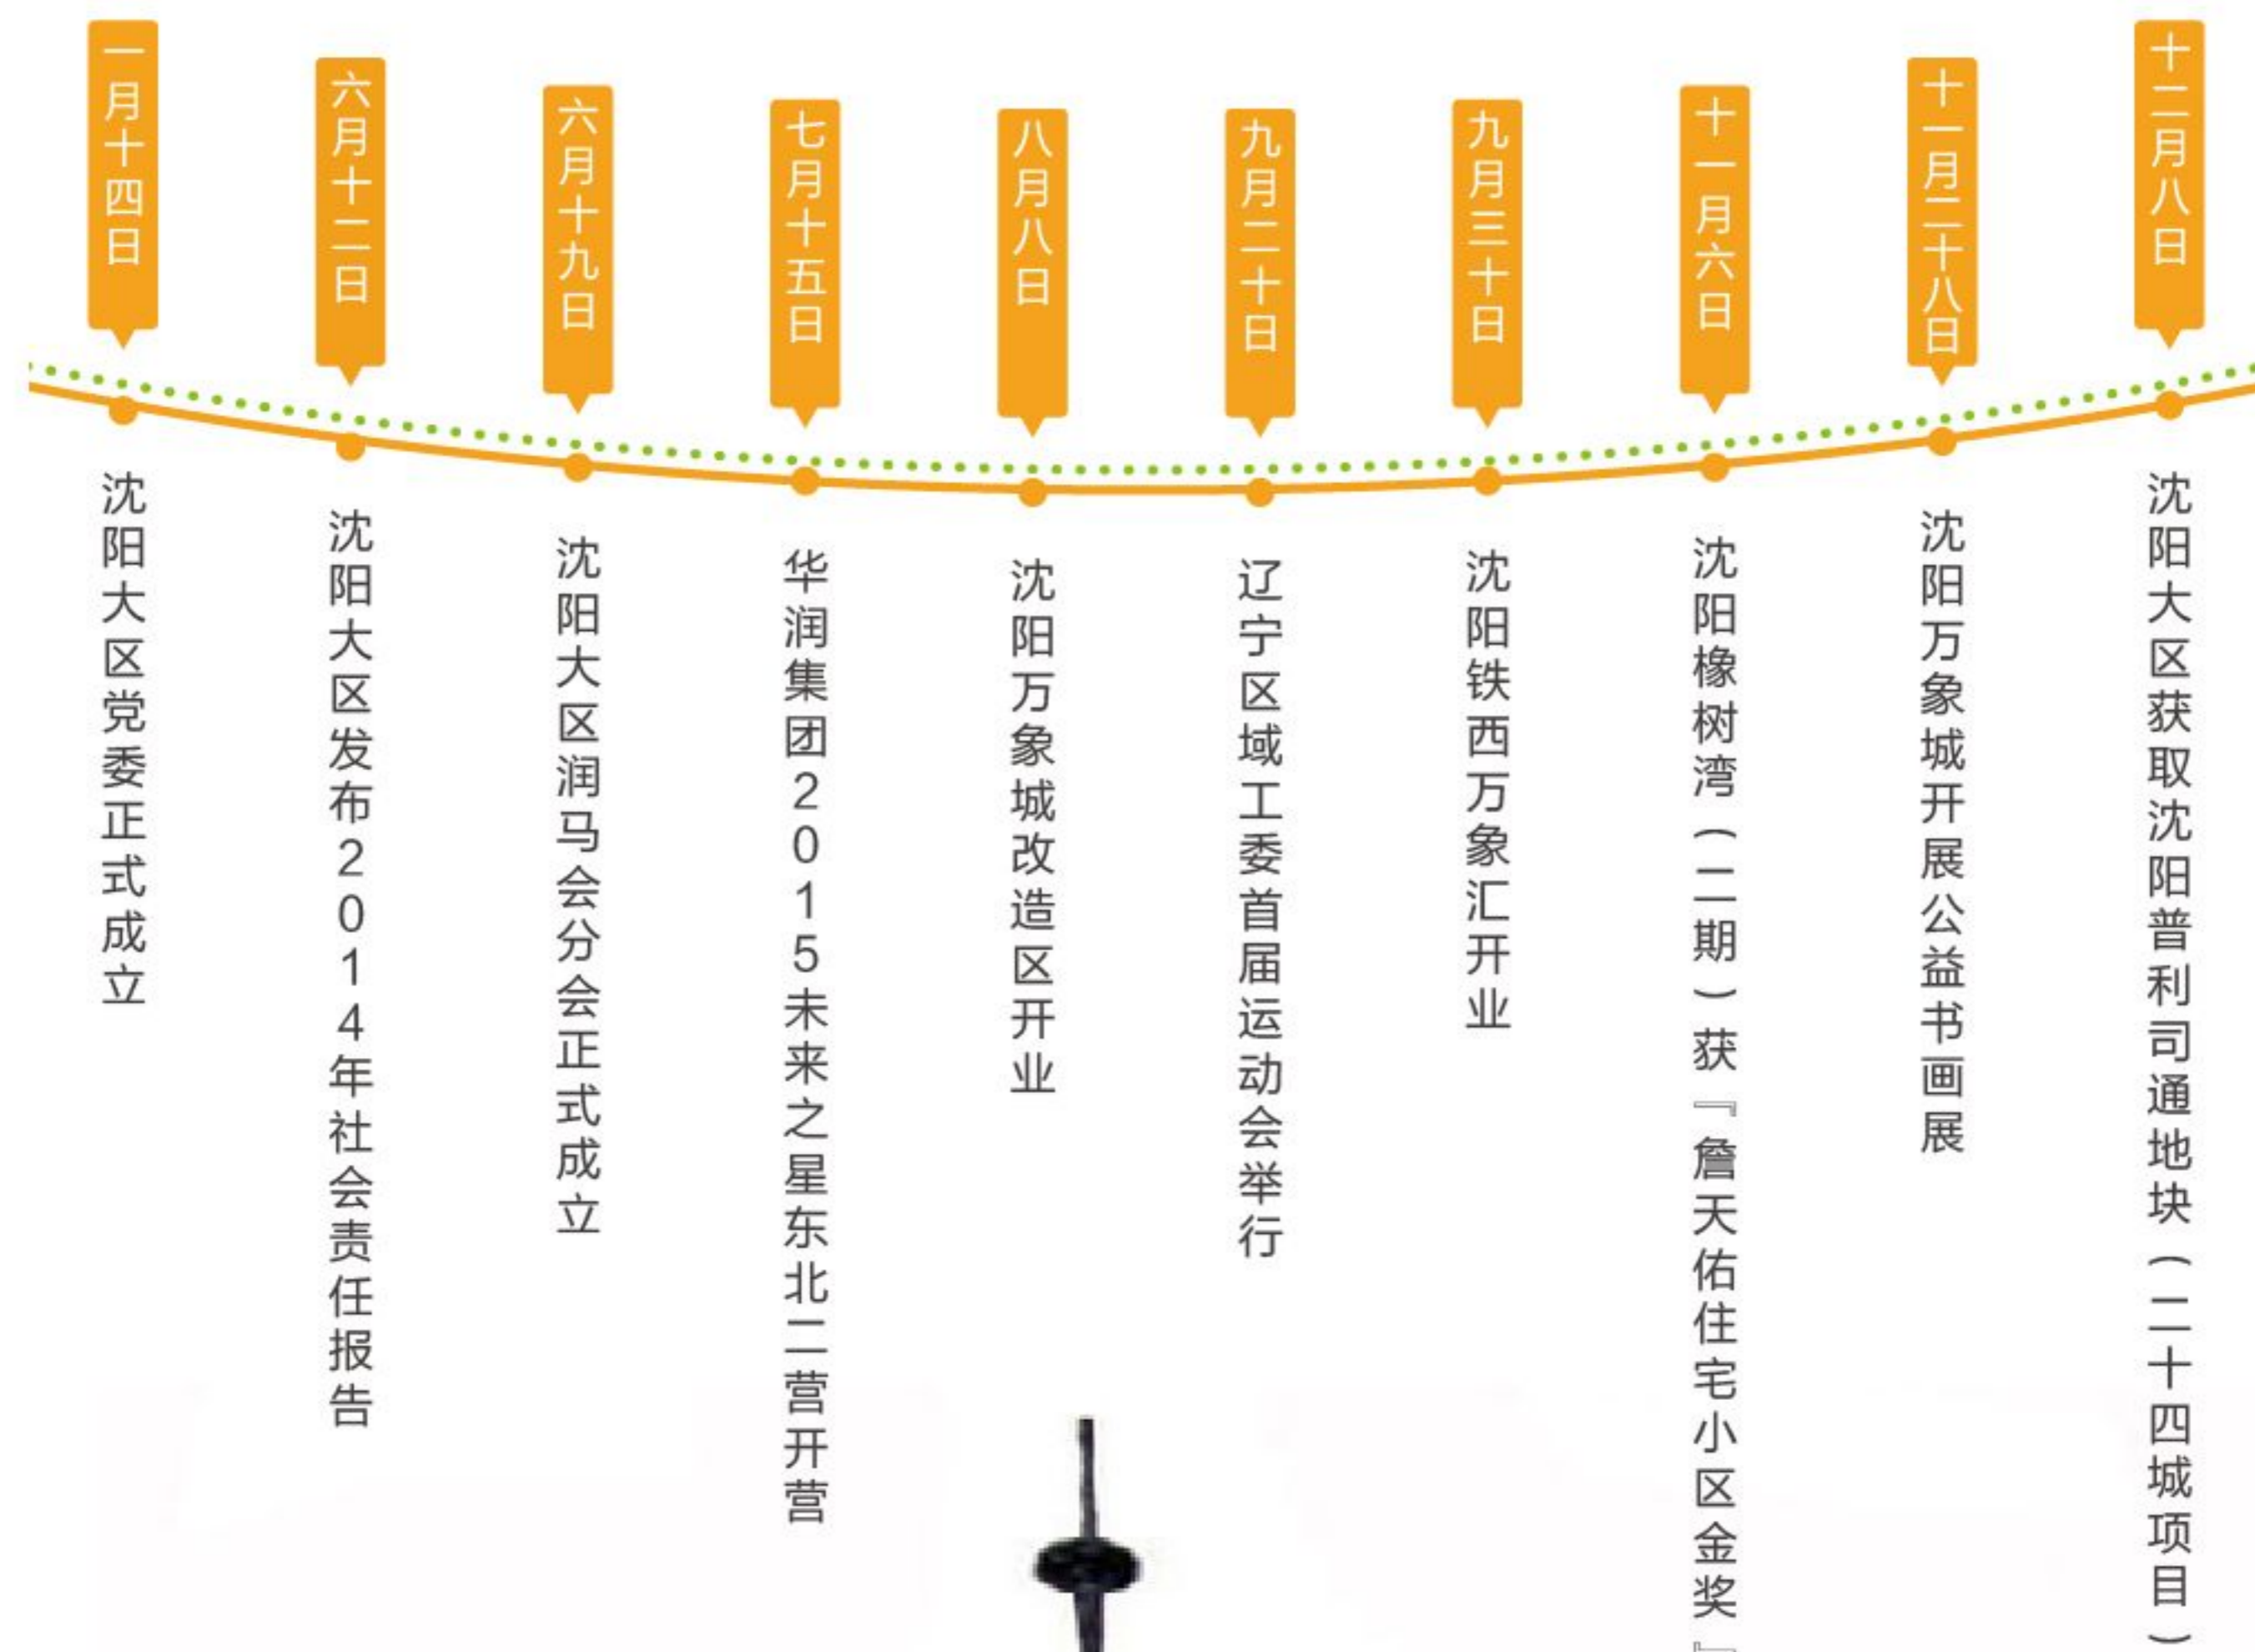 一月十四日
沈阳大区党委正式成立
六月十二日
沈阳大区发布2014年社会责任报告
六月十九日
沈阳大区润马会分会正式成立
七月十五日
华润集团2015未来之星东北二营开营
八月八日
沈阳万象城改造区开业
九月二十日
辽宁区域工委首届运动会举行
九月三十日
沈阳铁西万象汇开业
十一月六日
沈阳橡树湾（二期）获『詹天佑住宅小区金奖』
十一月二十八日
沈阳万象城开展公益书画展
十二月八日
沈阳大区获取沈阳普利司通地块（二十四城项目）